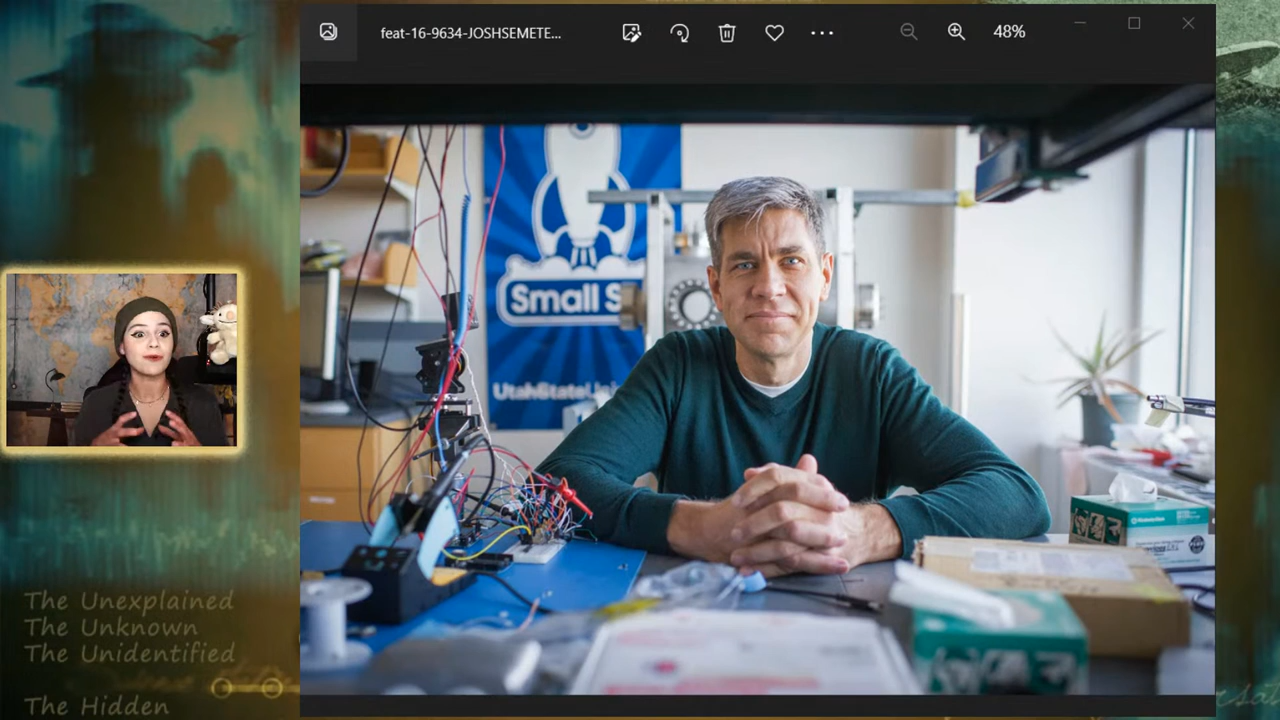 feat-16-9634-JOSHSEMETE...
48%
Small S
UtahStateUni
The Unexplained
The Unknown
The Unidentified
The Hidden